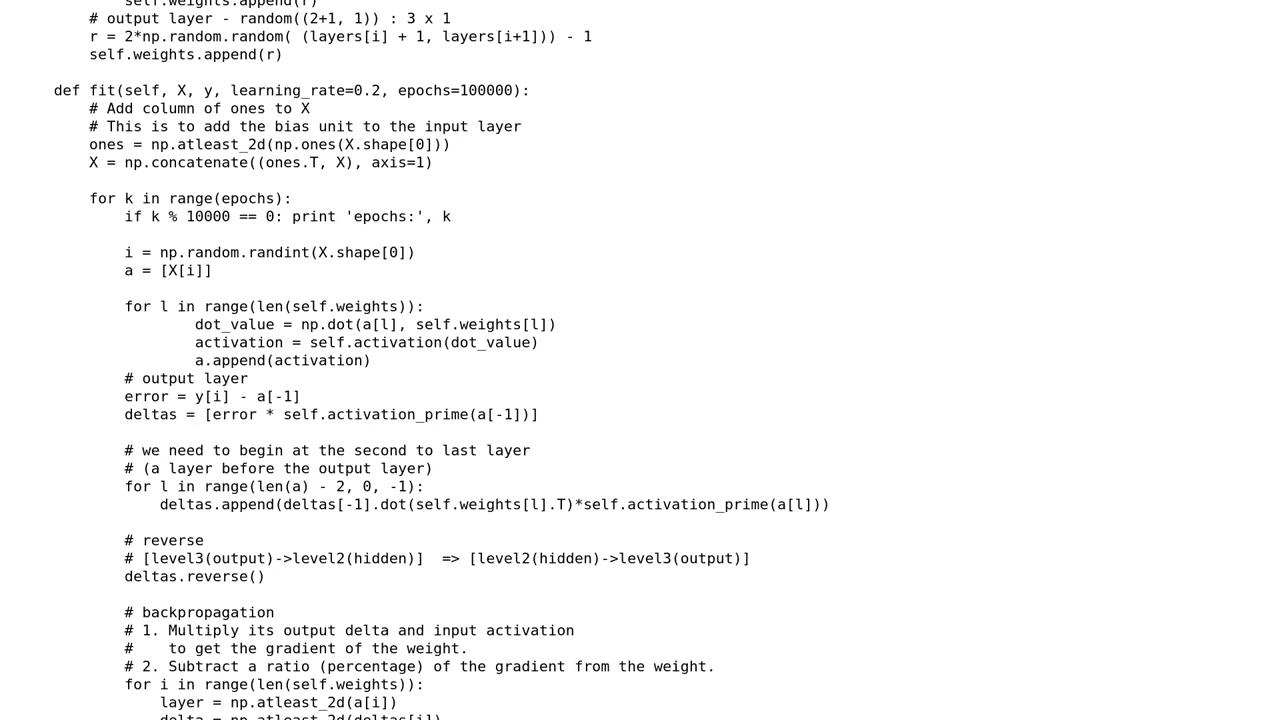 self.weights.append(r)
# output layer - random((2+1, 1)) : 3 x 1
r = 2*np.random.random( (layers[i] + 1, layers[i+1])) - 1
self.weights.append(r)
def fit(self, X, y, learning_rate=0.2, epochs=100000):
# Add column of ones to X
# This is to add the bias unit to the input layer
ones = np.atleast_2d(np.ones(X.shape[0]))
X = np.concatenate((ones.T, X), axis=1)
for k in range(epochs):
if k % 10000 == 0: print 'epochs:', k
i = np.random.randint(X.shape[0])
a = [X[i]]
for l in range(len(self.weights)):
dot_value = np.dot(a[l], self.weights[l])
activation = self.activation(dot_value)
a.append(activation)
# output layer
error = y[i] - a[-1]
deltas = [error * self.activation_prime(a[-1])]
# we need to begin at the second to last layer
# (a layer before the output layer)
for l in range(len(a) - 2, 0, -1):
deltas.append(deltas[-1].dot(self.weights[l].T)*self.activation_prime(a[l]))
# reverse
# [level3(output)->level2(hidden)]  => [level2(hidden)->level3(output)]
deltas.reverse()
# backpropagation
# 1. Multiply its output delta and input activation
#    to get the gradient of the weight.
# 2. Subtract a ratio (percentage) of the gradient from the weight.
for i in range(len(self.weights)):
layer = np.atleast_2d(a[i])
delta = np.atleast_2d(deltas[i])